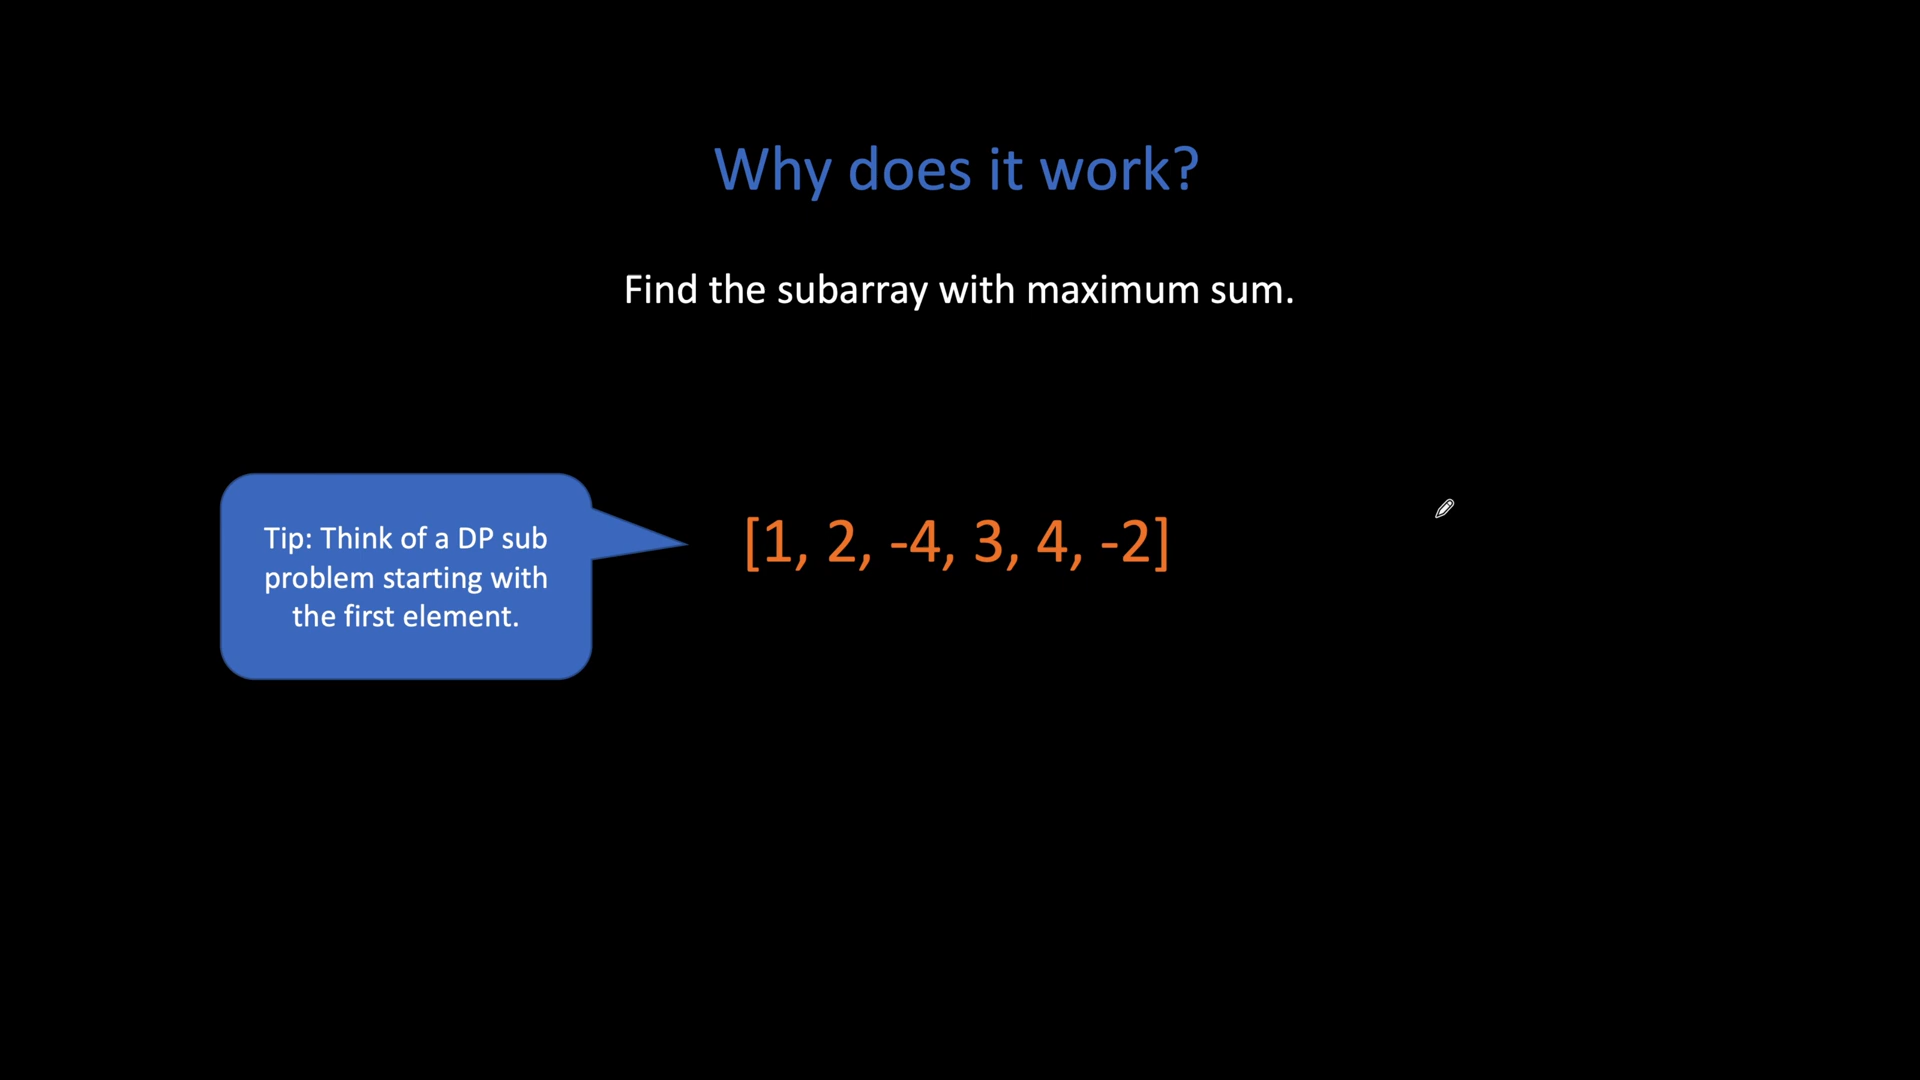 Why does it work?
Find the subarray with maximum sum.
Tip: Think of a DP sub
problem starting with
the first element.
[1, 2, -4, 3, 4, -2]